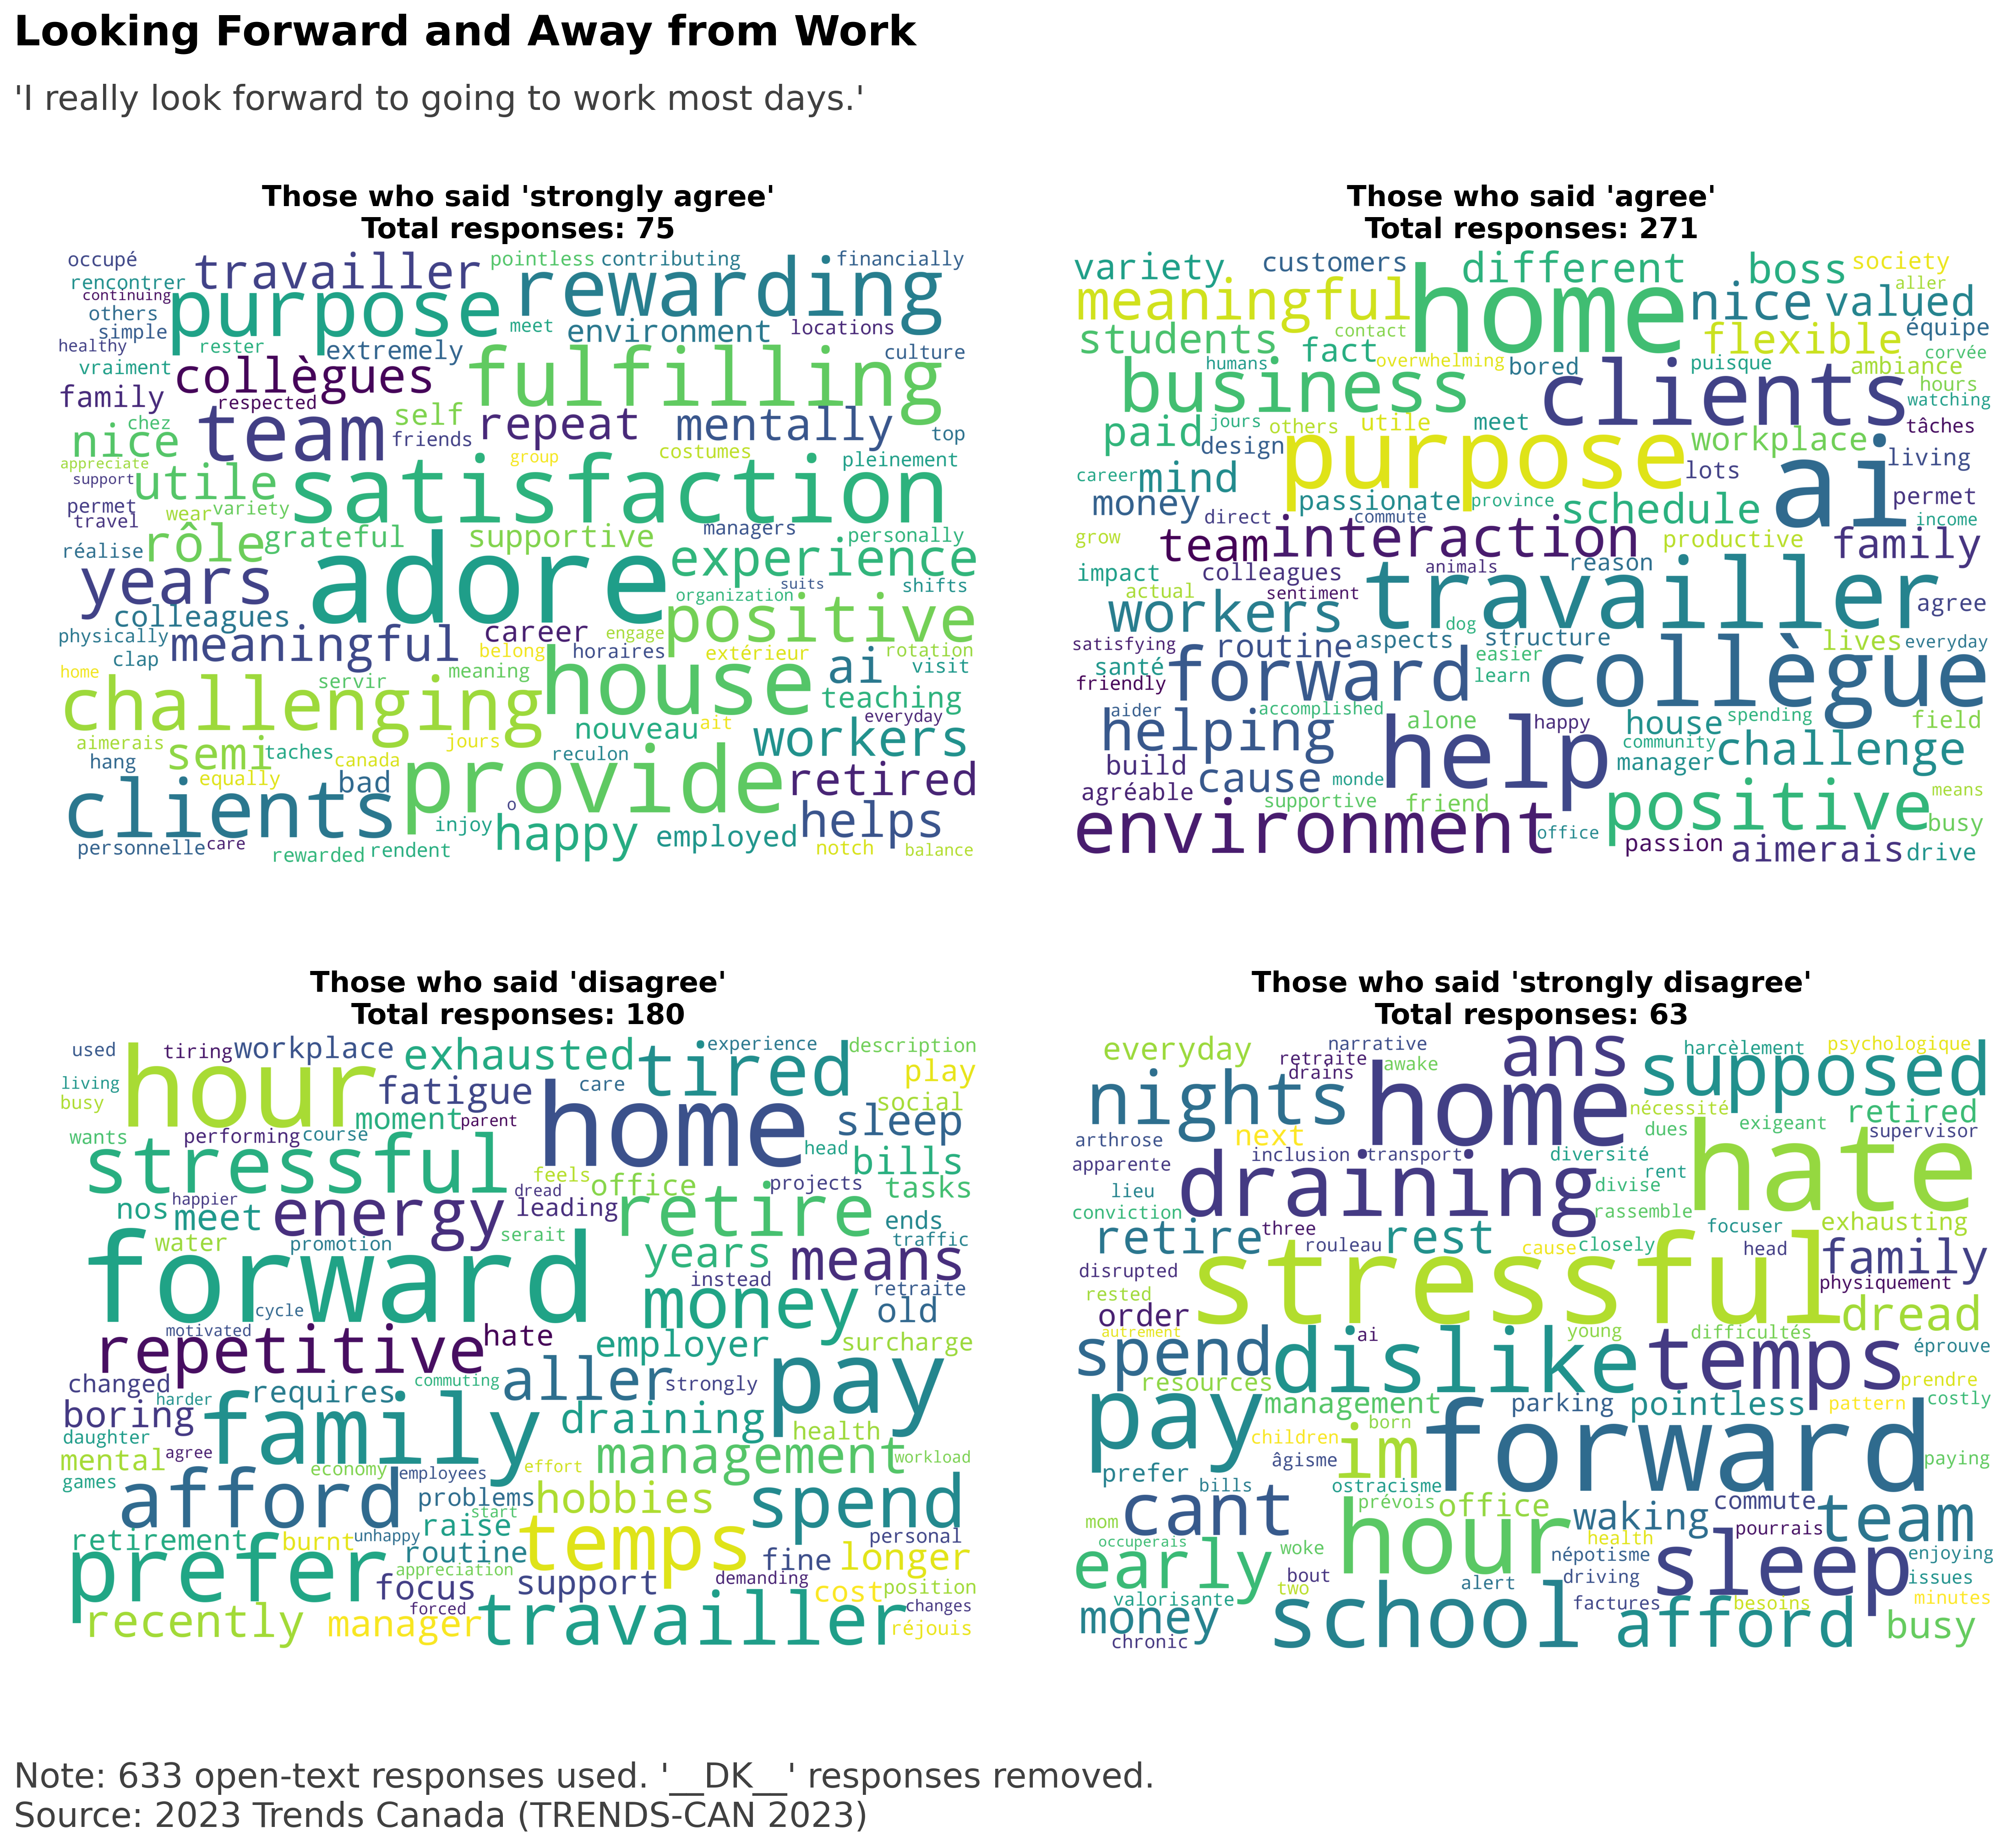 Looking Forward and Away from Work
'I really look forward to going to work most days.'
Those who said 'strongly agree'
Total responses: 75
occupé travailler pointless contributing rewarding financially
rencontrer continuing purpose
others simple meet environment locations
healthy rester extremely fulfilling culture
vraiment collègues
family respected self repeat mentally
chez nice team friends top
appreciate utile group costumes pleinement
support satisfaction
permet wear variety
travel rôle grateful supportive managers personally
réalise adore experience
years suits shifts
colleagues organization positive
physically meaningful career engage
clap belong horaires extérieur rotation
home servir meaning house ai visit
challenging teaching
nouveau ait everyday
aimerais semi taches jours workers
hang canada reculon
equally bad provide retired
clients o helps
injoy happy employed
personnelle care rewarded rendent notch balance
Those who said 'agree'
Total responses: 271
variety customers home different boss society
meaningful nice valued aller
students contact flexible équipe
fact overwhelming bored puisque ambiance corvée
humans business clients hours
watching
paid jours others utile meet tâches
design purpose workplace
career mind lots ai living
money passionate province schedule permet
direct commute income
grow team interaction productive family
impact colleagues animals reason
actual sentiment travailler
workers dog agree
satisfying routine aspects structure lives everyday
santé forward easier collègue
friendly learn
aider accomplished alone happy house spending field
helping help community challenge
build cause monde manager
agréable supportive friend positive means
environment office busy
passion aimerais drive
Those who said 'disagree'
Total responses: 180
used tiring workplace exhausted experience description
living hour fatigue care tired play
busy moment parent home social
wants performing course sleep
stressful head bills
feels office projects
happier energy dread retire tasks
nos meet leading ends
water promotion serait traffic
forward years means
instead retraite
cycle money old
motivated
repetitive hate employer surcharge
changed commuting aller strongly pay
harder requires
boring family draining
daughter health
mental agree management workload
games economy employees effort
afford problems hobbies spend
start
retirement burnt unhappy raise temps personal
prefer routine fine longer
appreciation
focus support demanding cost position
recently forced changes
manager travailler réjouis
Those who said 'strongly disagree'
Total responses: 63
everyday narrative ans harcèlement psychologique
retraite awake supposed
nights drains home
nécessité retired
arthrose next dues exigeant supervisor
apparente inclusion transport diversité hate
lieu draining rent
divise
conviction rassemble
retire three rest focuser exhausting
rouleau cause closely head family
disrupted stressful physiquement
rested
order dread
autrement ai young difficultés
spend dislike temps éprouve
resources prendre
pay management parking pointless pattern costly
born
children im forward
âgisme paying
prefer bills ostracisme
cant prévois office waking commute team
mom hour pourrais
occuperais health
early woke népotisme sleep enjoying
bout driving issues
two alert
valorisante factures besoins minutes
money school afford busy
chronic
Note: 633 open-text responses used. '__DK__' responses removed.
Source: 2023 Trends Canada (TRENDS-CAN 2023)